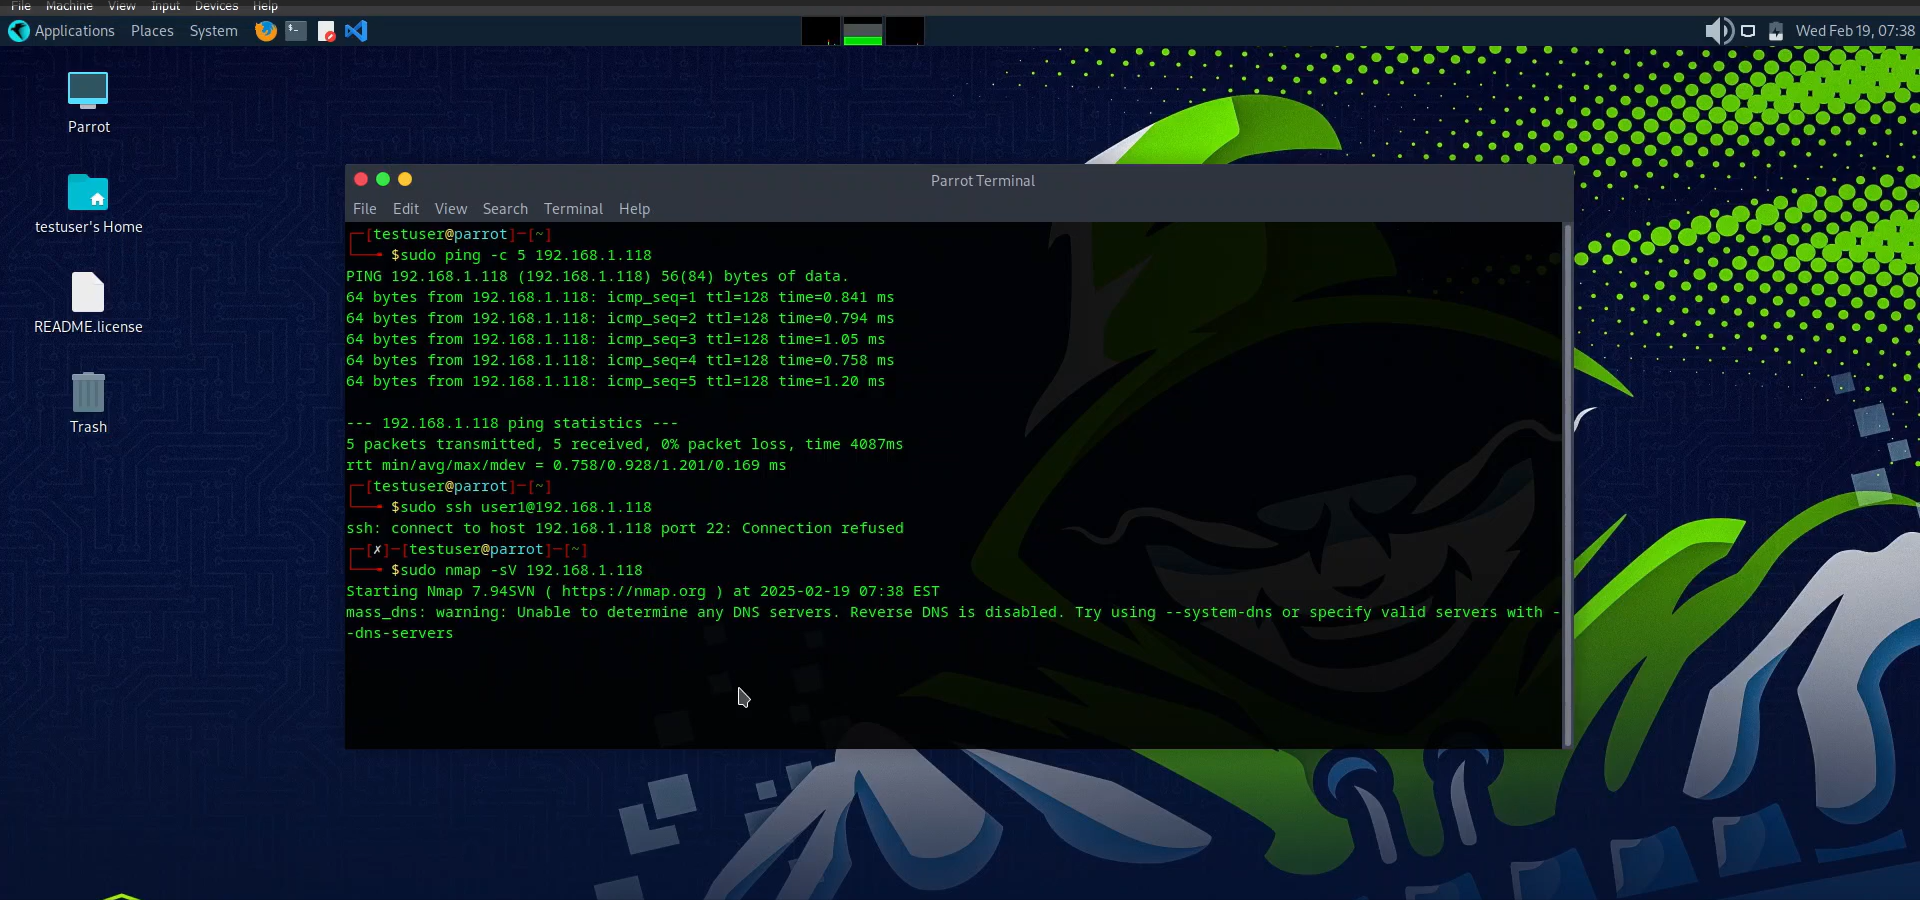 File Machine View Input Devices Help
Applications Places System
Wed Feb 19, 07:38
Parrot
testuser's Home
README.license
Trash
Parrot Terminal
File Edit View Search Terminal Help
┌─[testuser@parrot]─[~]
└──╼ $sudo ping -c 5 192.168.1.118
PING 192.168.1.118 (192.168.1.118) 56(84) bytes of data.
64 bytes from 192.168.1.118: icmp_seq=1 ttl=128 time=0.841 ms
64 bytes from 192.168.1.118: icmp_seq=2 ttl=128 time=0.794 ms
64 bytes from 192.168.1.118: icmp_seq=3 ttl=128 time=1.05 ms
64 bytes from 192.168.1.118: icmp_seq=4 ttl=128 time=0.758 ms
64 bytes from 192.168.1.118: icmp_seq=5 ttl=128 time=1.20 ms
--- 192.168.1.118 ping statistics ---
5 packets transmitted, 5 received, 0% packet loss, time 4087ms
rtt min/avg/max/mdev = 0.758/0.928/1.201/0.169 ms
┌─[testuser@parrot]─[~]
└──╼ $sudo ssh user1@192.168.1.118
ssh: connect to host 192.168.1.118 port 22: Connection refused
┌─[✗]─[testuser@parrot]─[~]
└──╼ $sudo nmap -sV 192.168.1.118
Starting Nmap 7.94SVN ( https://nmap.org ) at 2025-02-19 07:38 EST
mass_dns: warning: Unable to determine any DNS servers. Reverse DNS is disabled. Try using --system-dns or specify valid servers with -
-dns-servers